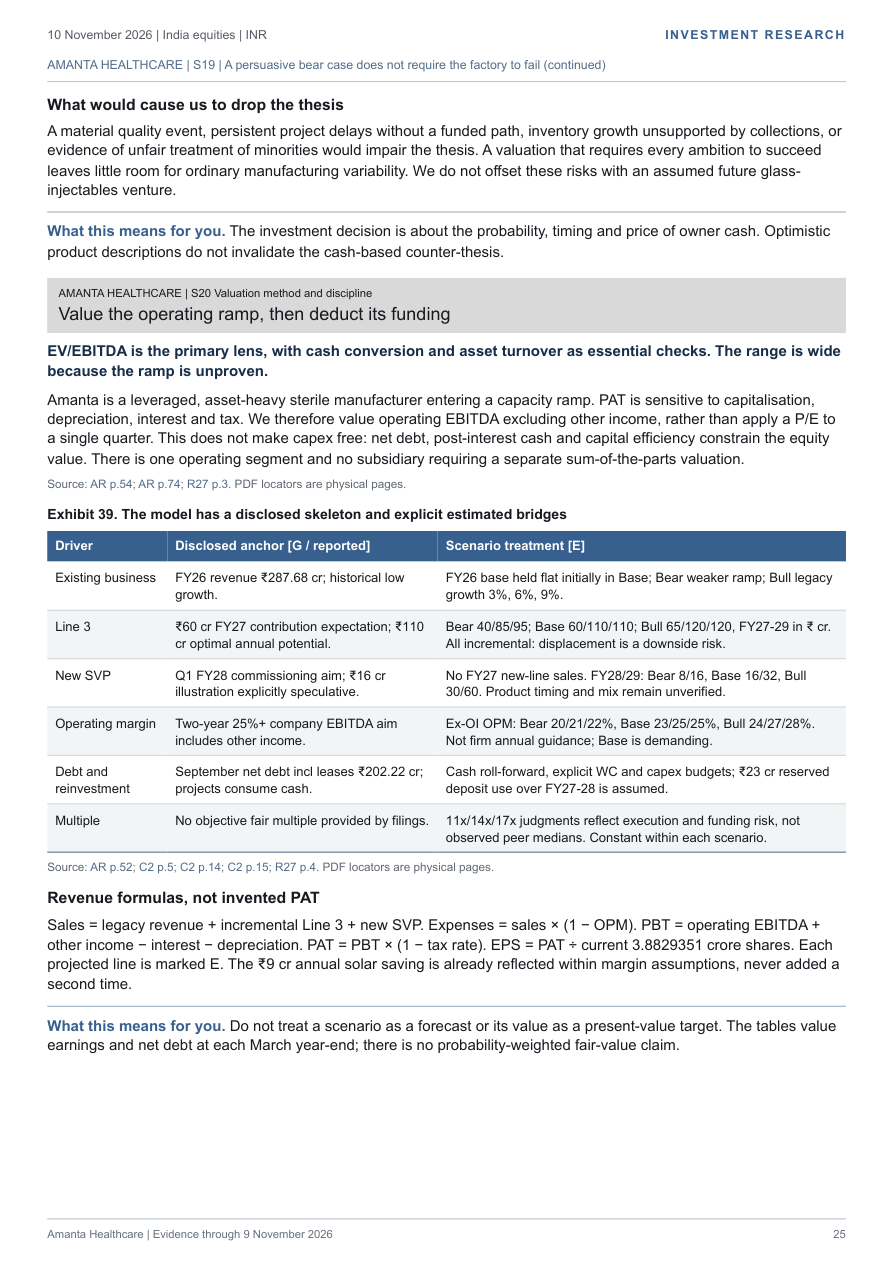 10 November 2026 | India equities | INR
INVESTMENT RESEARCH
AMANTA HEALTHCARE | S19 | A persuasive bear case does not require the factory to fail (continued)
What would cause us to drop the thesis
A material quality event, persistent project delays without a funded path, inventory growth unsupported by collections, or
evidence of unfair treatment of minorities would impair the thesis. A valuation that requires every ambition to succeed
leaves little room for ordinary manufacturing variability. We do not offset these risks with an assumed future glass-
injectables venture.
What this means for you. The investment decision is about the probability, timing and price of owner cash. Optimistic
product descriptions do not invalidate the cash-based counter-thesis.
AMANTA HEALTHCARE | S20 Valuation method and discipline
Value the operating ramp, then deduct its funding
EV/EBITDA is the primary lens, with cash conversion and asset turnover as essential checks. The range is wide
because the ramp is unproven.
Amanta is a leveraged, asset-heavy sterile manufacturer entering a capacity ramp. PAT is sensitive to capitalisation,
depreciation, interest and tax. We therefore value operating EBITDA excluding other income, rather than apply a P/E to
a single quarter. This does not make capex free: net debt, post-interest cash and capital efficiency constrain the equity
value. There is one operating segment and no subsidiary requiring a separate sum-of-the-parts valuation.
Source: AR p.54; AR p.74; R27 p.3. PDF locators are physical pages.
Exhibit 39. The model has a disclosed skeleton and explicit estimated bridges
Driver
Disclosed anchor [G / reported]
Scenario treatment [E]
Existing business
FY26 revenue ₹287.68 cr; historical low
growth.
FY26 base held flat initially in Base; Bear weaker ramp; Bull legacy
growth 3%, 6%, 9%.
Line 3
₹60 cr FY27 contribution expectation; ₹110
cr optimal annual potential.
Bear 40/85/95; Base 60/110/110; Bull 65/120/120, FY27-29 in ₹ cr.
All incremental: displacement is a downside risk.
New SVP
Q1 FY28 commissioning aim; ₹16 cr
illustration explicitly speculative.
No FY27 new-line sales. FY28/29: Bear 8/16, Base 16/32, Bull
30/60. Product timing and mix remain unverified.
Operating margin
Two-year 25%+ company EBITDA aim
includes other income.
Ex-OI OPM: Bear 20/21/22%, Base 23/25/25%, Bull 24/27/28%.
Not firm annual guidance; Base is demanding.
Debt and
reinvestment
September net debt incl leases ₹202.22 cr;
projects consume cash.
Cash roll-forward, explicit WC and capex budgets; ₹23 cr reserved
deposit use over FY27-28 is assumed.
Multiple
No objective fair multiple provided by filings.
11x/14x/17x judgments reflect execution and funding risk, not
observed peer medians. Constant within each scenario.
Source: AR p.52; C2 p.5; C2 p.14; C2 p.15; R27 p.4. PDF locators are physical pages.
Revenue formulas, not invented PAT
Sales = legacy revenue + incremental Line 3 + new SVP. Expenses = sales × (1 − OPM). PBT = operating EBITDA +
other income − interest − depreciation. PAT = PBT × (1 − tax rate). EPS = PAT ÷ current 3.8829351 crore shares. Each
projected line is marked E. The ₹9 cr annual solar saving is already reflected within margin assumptions, never added a
second time.
What this means for you. Do not treat a scenario as a forecast or its value as a present-value target. The tables value
earnings and net debt at each March year-end; there is no probability-weighted fair-value claim.
Amanta Healthcare | Evidence through 9 November 2026
25